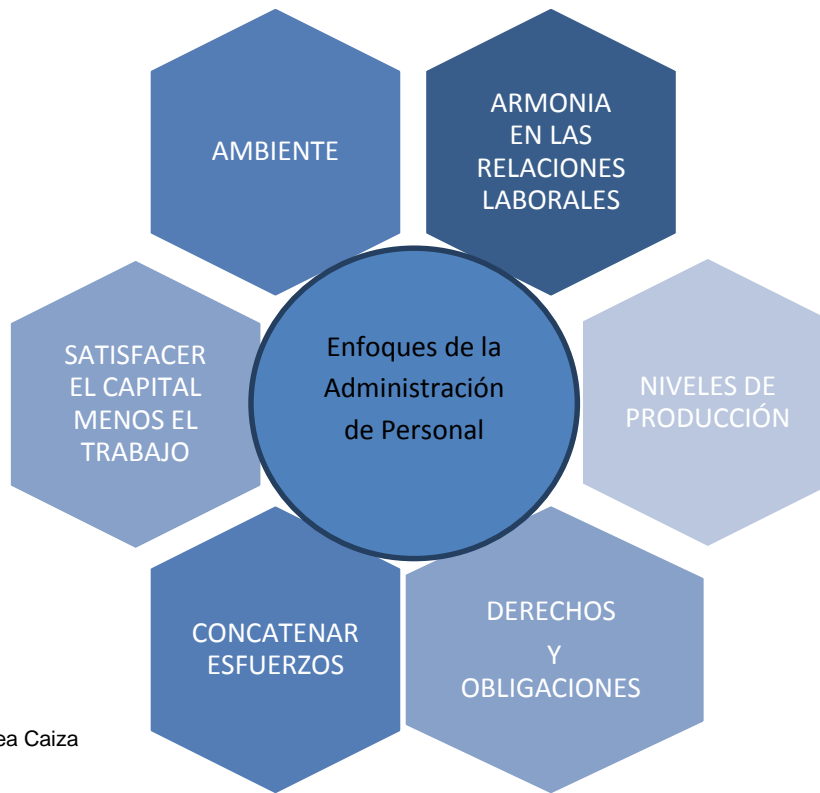 AMBIENTE
ARMONIA
EN LAS
RELACIONES
LABORALES
SATISFACER
EL CAPITAL
MENOS EL
TRABAJO
Enfoques de la
Administración
de Personal
NIVELES DE
PRODUCCIÓN
CONCATENAR
ESFUERZOS
DERECHOS
Y
OBLIGACIONES
Caiza